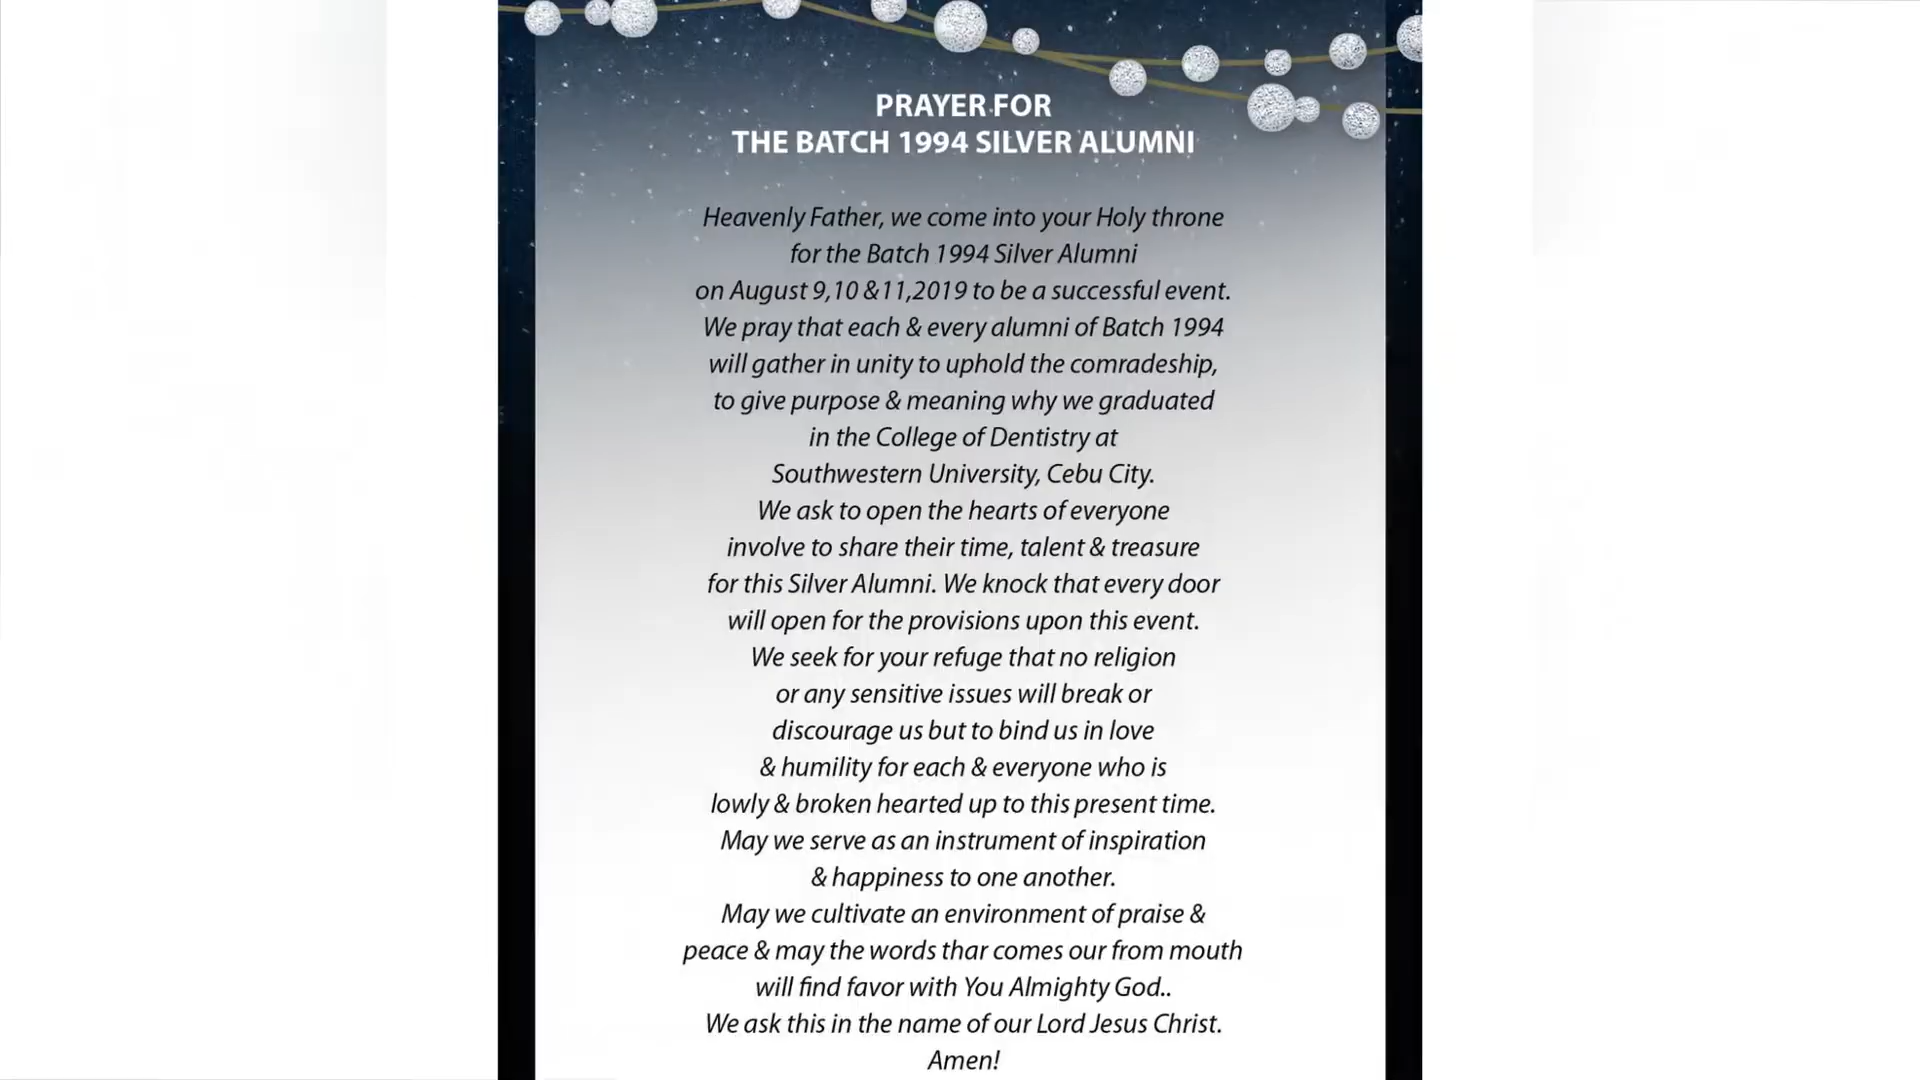 PRAYER FOR
THE BATCH 1994 SILVER ALUMNI
Heavenly Father, we come into your Holy throne
for the Batch 1994 Silver Alumni
on August 9,10 &11,2019 to be a successful event.
We pray that each & every alumni of Batch 1994
will gather in unity to uphold the comradeship,
to give purpose & meaning why we graduated
in the College of Dentistry at
Southwestern University, Cebu City.
We ask to open the hearts of everyone
involve to share their time, talent & treasure
for this Silver Alumni. We knock that every door
will open for the provisions upon this event.
We seek for your refuge that no religion
or any sensitive issues will break or
discourage us but to bind us in love
& humility for each & everyone who is
lowly & broken hearted up to this present time.
May we serve as an instrument of inspiration
& happiness to one another.
May we cultivate an environment of praise &
peace & may the words thar comes our from mouth
will find favor with You Almighty God..
We ask this in the name of our Lord Jesus Christ.
Amen!